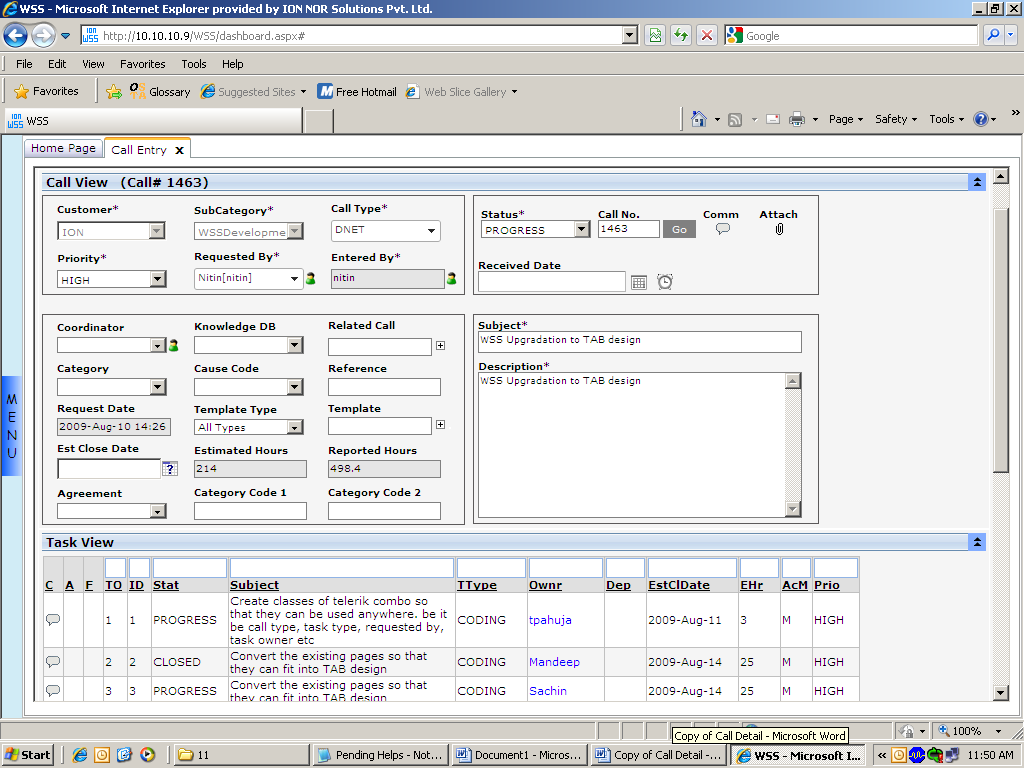 WSS - Microsoft Internet Explorer provided by ION NOR Solutions Pvt. Ltd.
ION WSS http://10.10.10.9/WSS/dashboard.aspx# Google
File Edit View Favorites Tools Help
Favorites Glossary Suggested Sites Free Hotmail Web Slice Gallery
ION WSS WSS Page Safety Tools »
Home Page Call Entry x
MENU
Call View (Call# 1463)
Customer* SubCategory* Call Type*
ION WSSDevelopme DNET
Priority* Requested By* Entered By*
HIGH Nitin[nitin] nitin
Status* Call No. Comm Attach
PROGRESS 1463 Go
Received Date
Coordinator Knowledge DB Related Call
Category Cause Code Reference
Request Date Template Type Template
2009-Aug-10 14:26 All Types
Est Close Date Estimated Hours Reported Hours
? 214 498.4
Agreement Category Code 1 Category Code 2
Subject*
WSS Upgradation to TAB design
Description*
WSS Upgradation to TAB design
Task View
C A F TO ID Stat Subject TType Ownr Dep EstClDate EHr AcM Prio
1 1 PROGRESS Create classes of telerik combo so
that they can be used anywhere. be it
be call type, task type, requested by,
task owner etc CODING tpahuja 2009-Aug-11 3 M HIGH
2 2 CLOSED Convert the existing pages so that
they can fit into TAB design CODING Mandeep 2009-Aug-14 25 M HIGH
3 3 PROGRESS Convert the existing pages so that
they can fit into TAB design CODING Sachin 2009-Aug-14 25 M HIGH
100%
Copy of Call Detail - Microsoft Word
Start 11 Pending Helps - Not... Document1 - Micros... Copy of Call Detail -... WSS - Microsoft I... « 11:50 AM